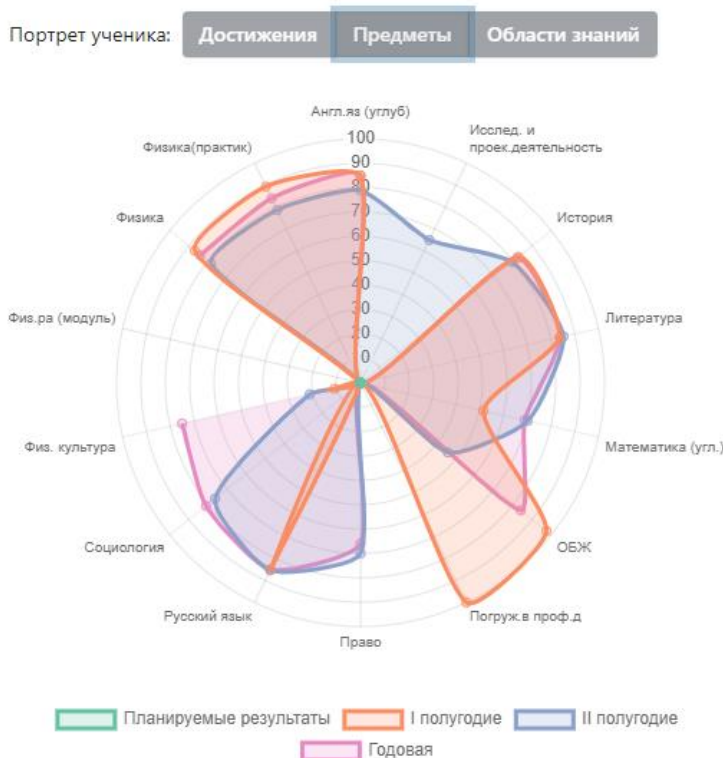 Портрет ученика: Достижения Предметы Области знаний
Англ.яз (углуб)
Исслед. и
проек.деятельность
История
Литература
Математика (угл.)
ОБЖ
Погруж.в проф.д
Право
Русский язык
Социология
Физ. культура
Физ.ра (модуль)
Физика
Физика(практик)
100
90
80
70
60
50
40
30
20
0
Планируемые результаты I полугодие II полугодие
Годовая